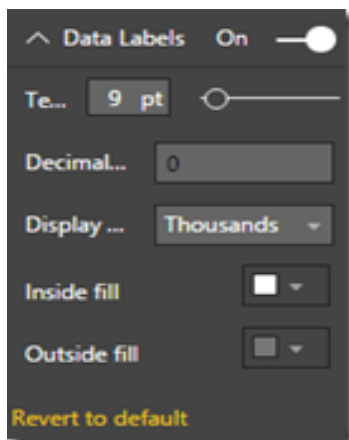 Data Labels On
Te... 9 pt
Decimal... 0
Display ... Thousands
Inside fill
Outside fill
Revert to default